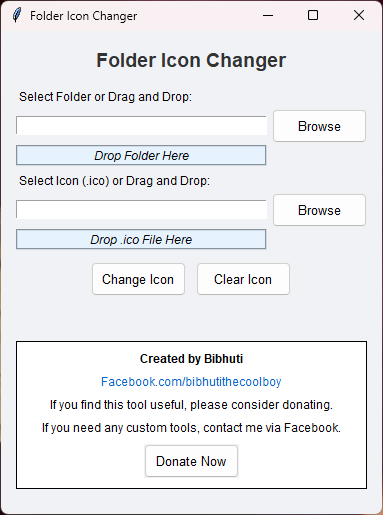 Folder Icon Changer
Folder Icon Changer
Select Folder or Drag and Drop:
Browse
Drop Folder Here
Select Icon (.ico) or Drag and Drop:
Browse
Drop .ico File Here
Change Icon
Clear Icon
Created by Bibhuti
Facebook.com/bibhutithecoolboy
If you find this tool useful, please consider donating.
If you need any custom tools, contact me via Facebook.
Donate Now